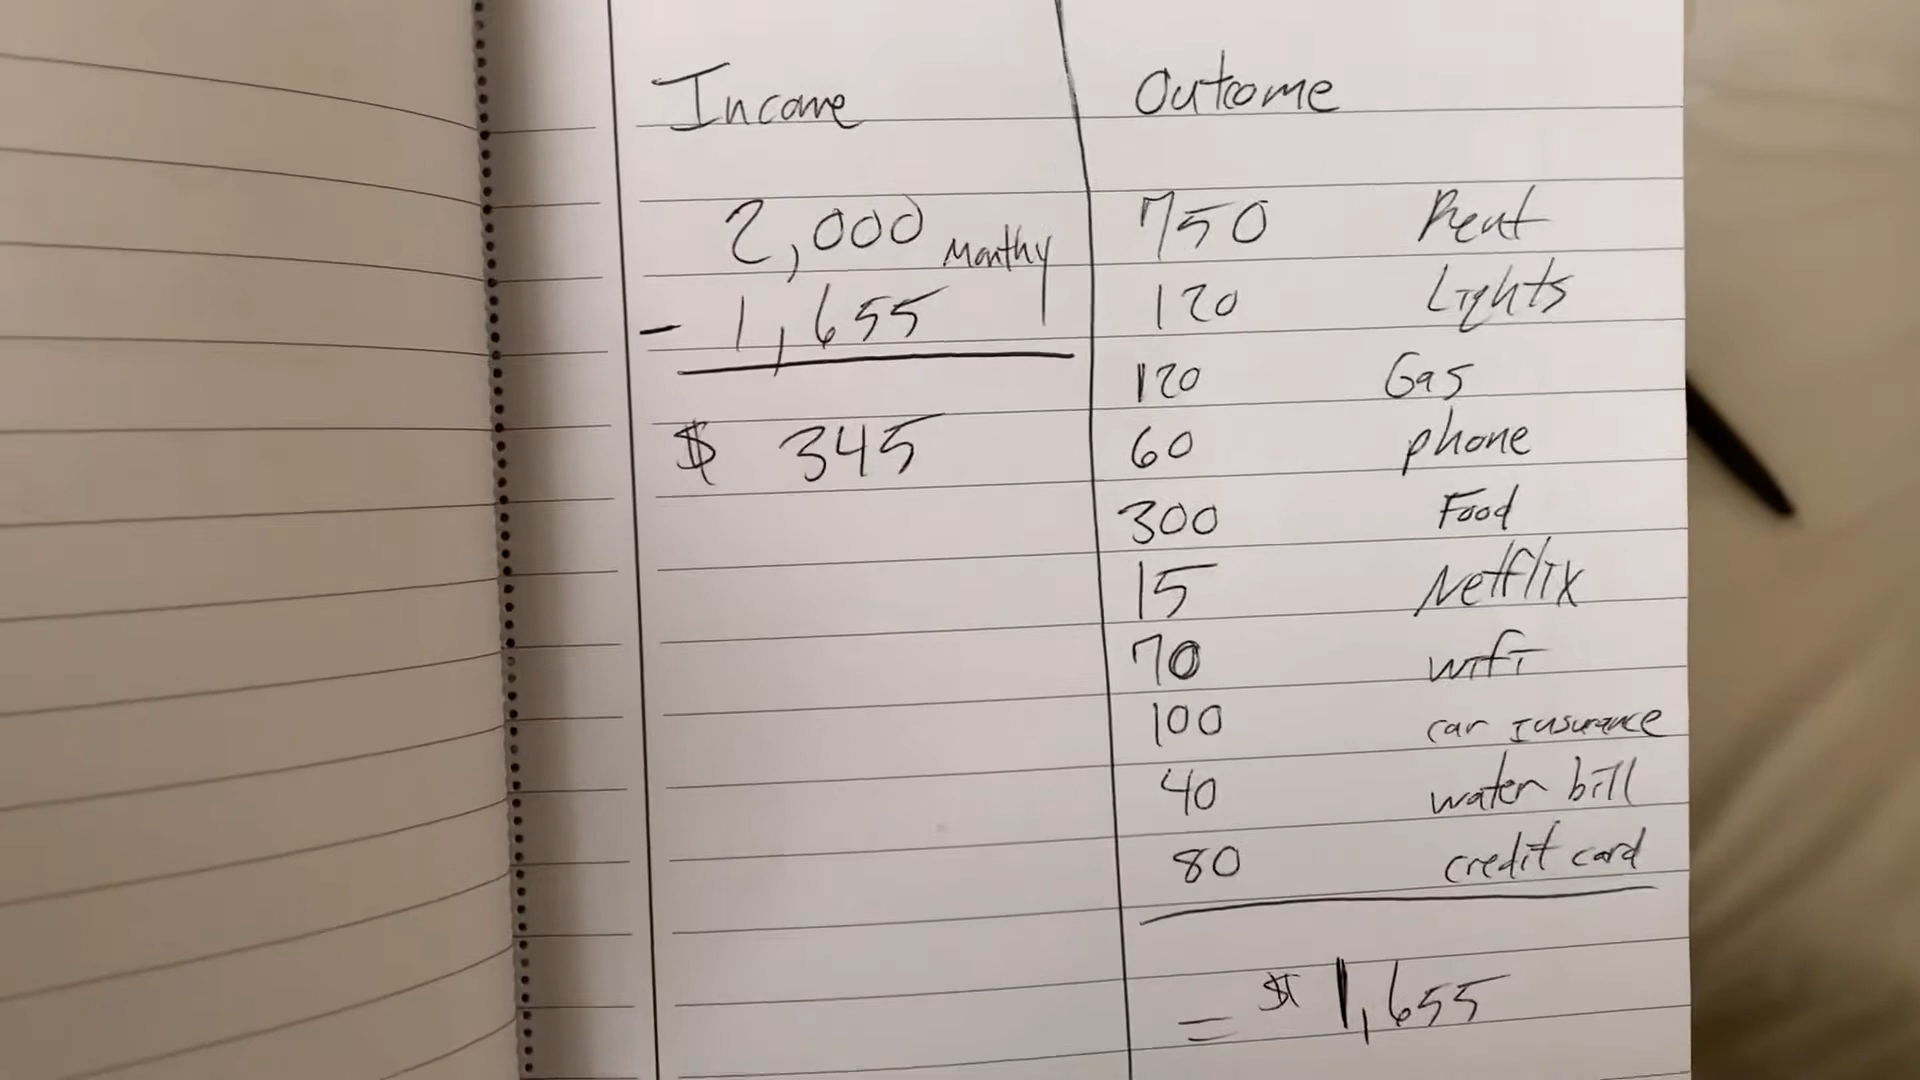 Income
2,000 Monthy
- 1,655
$ 345
Outcome
750 Rent
120 Lights
120 Gas
60 phone
300 Food
15 Netflix
70 wifi
100 car insurance
40 water bill
80 credit card
= $ 1,655